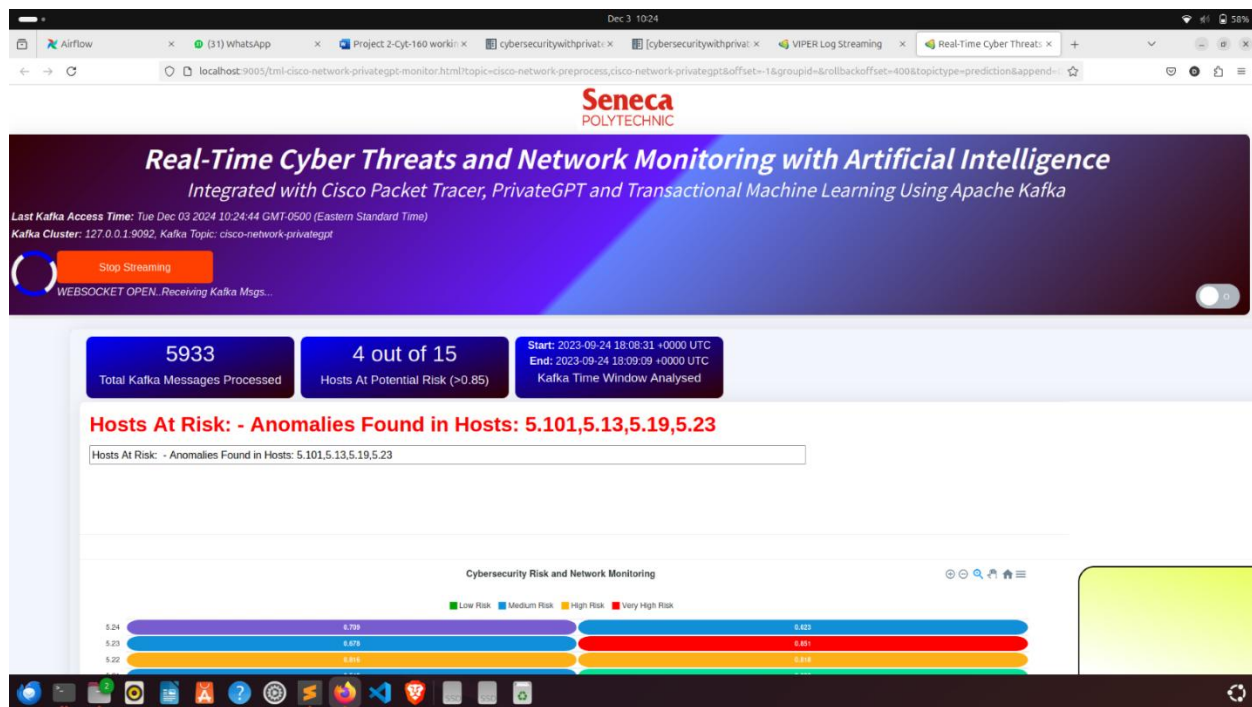 Dec 3 10:24
58%
Airflow
(31) WhatsApp
Project 2-Cyt-160 workin
cybersecuritywithprivate
[cybersecuritywithprivat
VIPER Log Streaming
Real-Time Cyber Threats
localhost:9005/tml-cisco-network-privategpt-monitor.html?topic=cisco-network-preprocess,cisco-network-privategpt&offset=-1&groupid=&rollbackoffset=400&topictype=prediction&append=
Seneca
POLYTECHNIC
Real-Time Cyber Threats and Network Monitoring with Artificial Intelligence
Integrated with Cisco Packet Tracer, PrivateGPT and Transactional Machine Learning Using Apache Kafka
Last Kafka Access Time: Tue Dec 03 2024 10:24:44 GMT-0500 (Eastern Standard Time)
Kafka Cluster: 127.0.0.1:9092, Kafka Topic: cisco-network-privategpt
Stop Streaming
WEBSOCKET OPEN..Receiving Kafka Msgs...
5933
Total Kafka Messages Processed
4 out of 15
Hosts At Potential Risk (>0.85)
Start: 2023-09-24 18:08:31 +0000 UTC
End: 2023-09-24 18:09:09 +0000 UTC
Kafka Time Window Analysed
Hosts At Risk: - Anomalies Found in Hosts: 5.101,5.13,5.19,5.23
Hosts At Risk: - Anomalies Found in Hosts: 5.101,5.13,5.19,5.23
Cybersecurity Risk and Network Monitoring
Low Risk Medium Risk High Risk Very High Risk
5.24 0.709 0.623
5.23 0.678 0.851
5.22 0.816 0.818